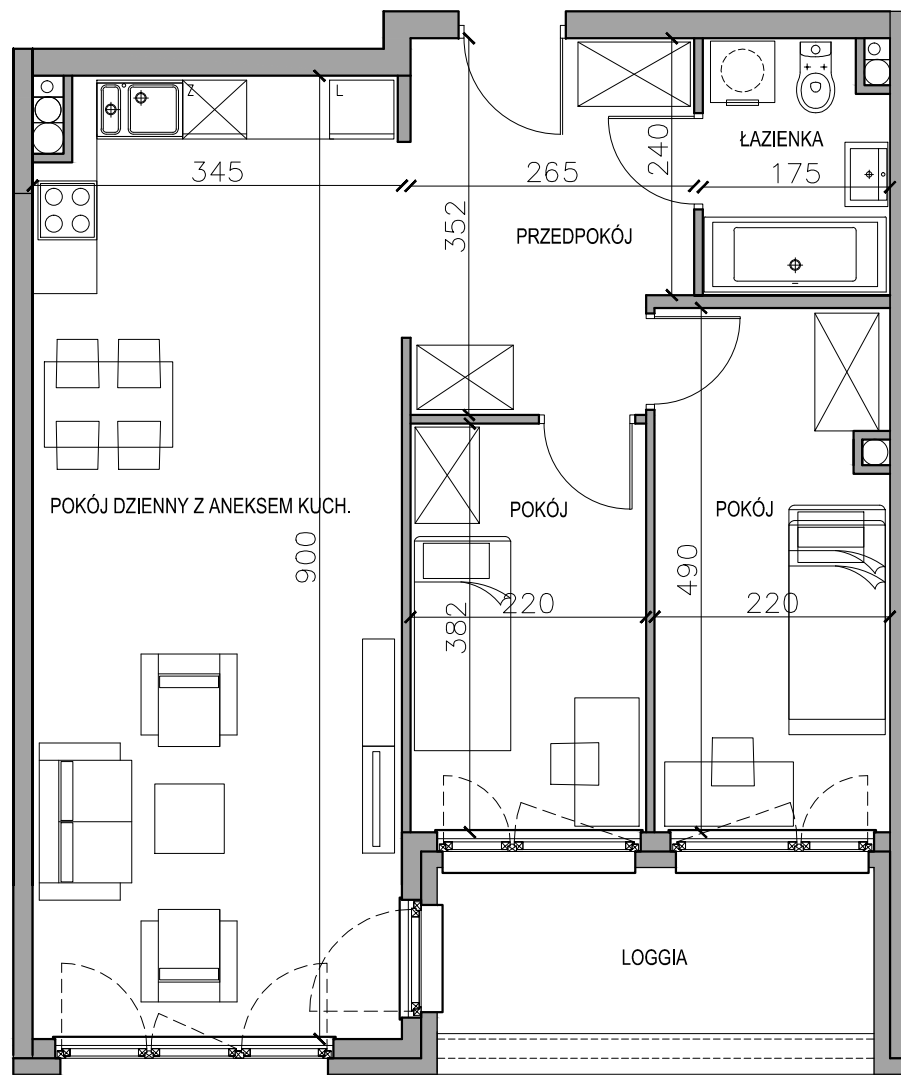 Z
L
ŁAZIENKA
345
265
240
175
352
PRZEDPOKÓJ
POKÓJ DZIENNY Z ANEKSEM KUCH.
POKÓJ
POKÓJ
900
490
220
220
382
LOGGIA